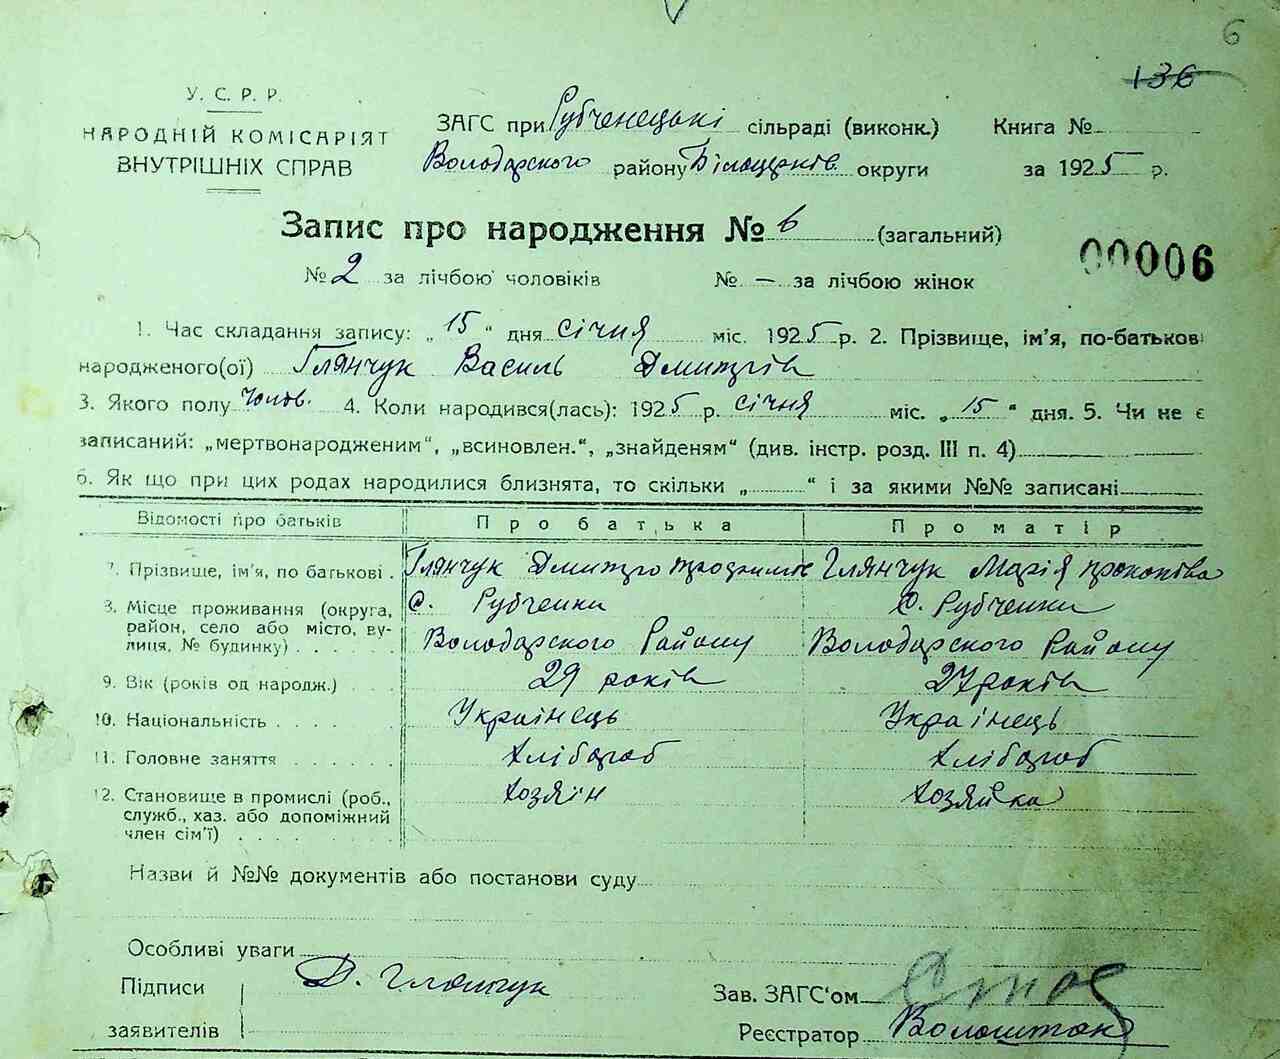 6
136
У. С. Р. Р.
НАРОДНІЙ КОМІСАРІЯТ
ВНУТРІШНІХ СПРАВ
ЗАГС при Рубченецькі сільраді (виконк.) Книга №
Володарского району Білоцерків. округи за 1925 р.
Запис про народження № 6 (загальний)
00006
№ 2 за лічбою чоловіків № — за лічбою жінок
1. Час складання запису: „ 15 " дня січня міс. 1925 р. 2. Прізвище, ім'я, по-батьков
народженого(ої) Глянчук Василь Дмитрів
3. Якого полу Чолов. 4. Коли народився(лась): 1925 р. січня міс. „ 15 " дня. 5. Чи не є
записаний: „мертвонародженим", „всиновлен.", „знайденям" (див. інстр. розд. III п. 4)
6. Як що при цих родах народилися близнята, то скільки „ " і за якими №№ записані
Відомості про батьків Про батька Про матір
7. Прізвище, ім'я, по батькові . Глянчук Дмитро Глянчук Марія прокопівa
8. Місце проживання (округа, с. Рубченки с. Рубченки
район, село або місто, ву-
лиця, № будинку) . . . . . Володарского Району Володарского Району
9. Вік (років од народж.) . . 29 років 27 років
10. Національність . . . . Українець Українець
11. Головне заняття . . . . . Хлібороб Хлібороб
12. Становище в промислі (роб., Хозяін Хозяйка
служб., хаз. або допоміжний
член сім'ї) . . . . . . .
Назви й №№ документів або постанови суду
Особливі уваги
Підписи Д. Глянчук Зав. ЗАГС'ом
заявителів Реєстратор